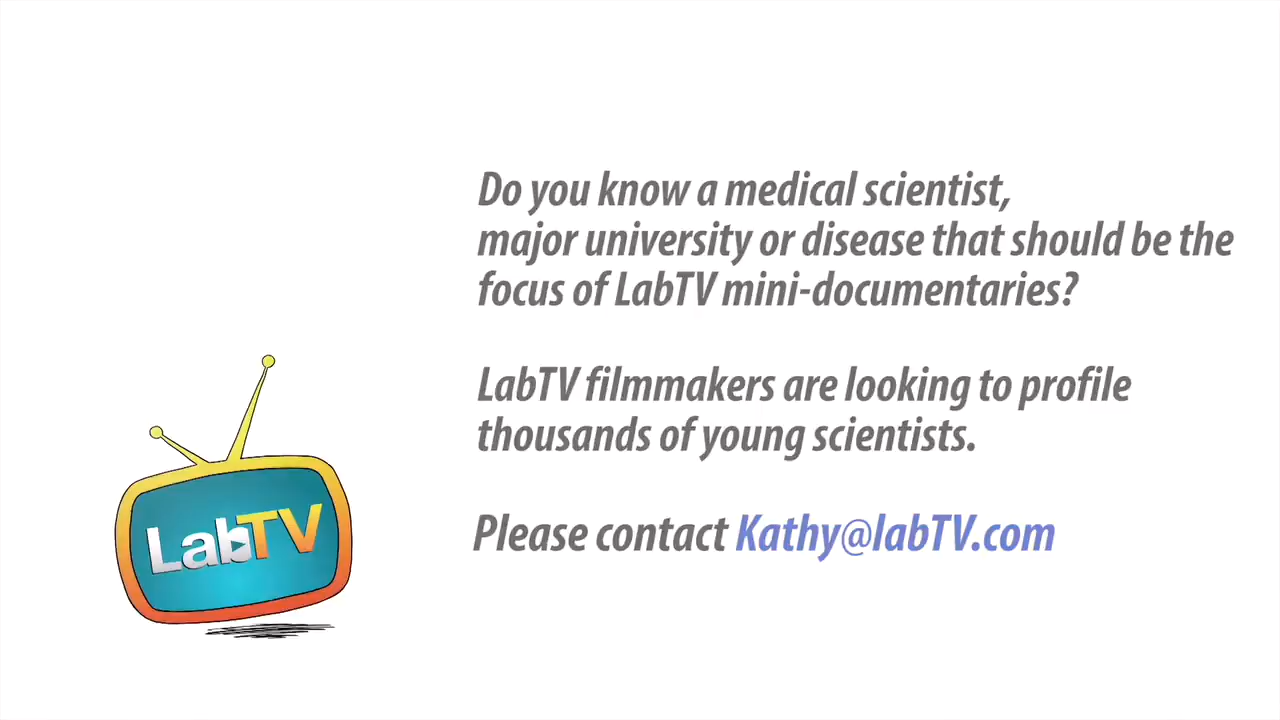 Do you know a medical scientist,
major university or disease that should be the
focus of LabTV mini-documentaries?
LabTV filmmakers are looking to profile
thousands of young scientists.
Please contact Kathy@labTV.com
LabTV